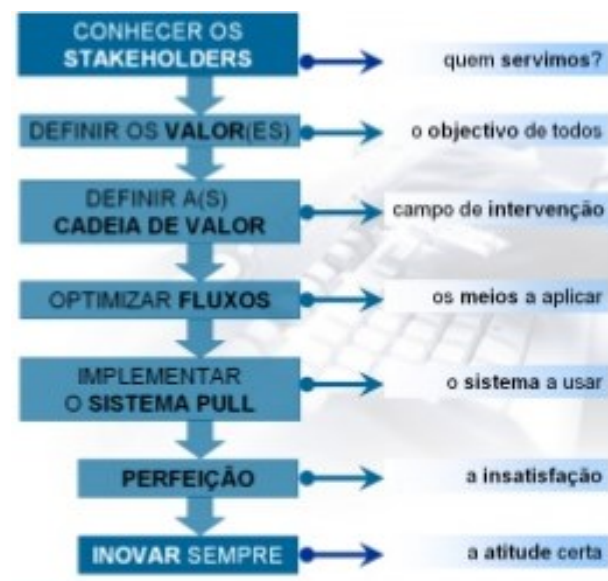 CONHECER OS
STAKEHOLDERS
quem servimos?
DEFINIR OS VALOR(ES)
o objectivo de todos
DEFINIR A(S)
CADEIA DE VALOR
campo de intervenção
OPTIMIZAR FLUXOS
os meios a aplicar
IMPLEMENTAR
O SISTEMA PULL
o sistema a usar
PERFEIÇÃO
a insatisfação
INOVAR SEMPRE
a atitude certa